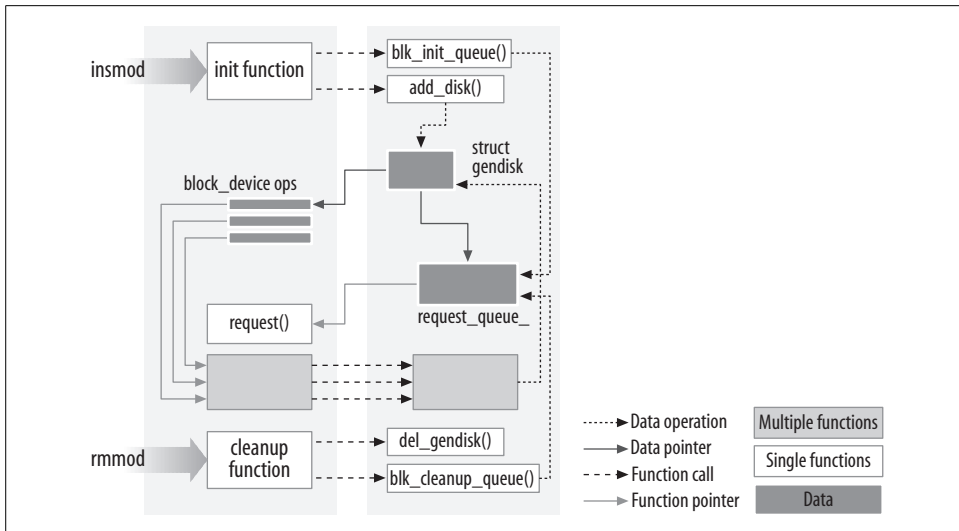 insmod
init function
blk_init_queue()
add_disk()
struct
gendisk
block_device ops
request()
request_queue_
rmmod
cleanup
function
del_gendisk()
blk_cleanup_queue()
Data operation
Data pointer
Function call
Function pointer
Multiple functions
Single functions
Data